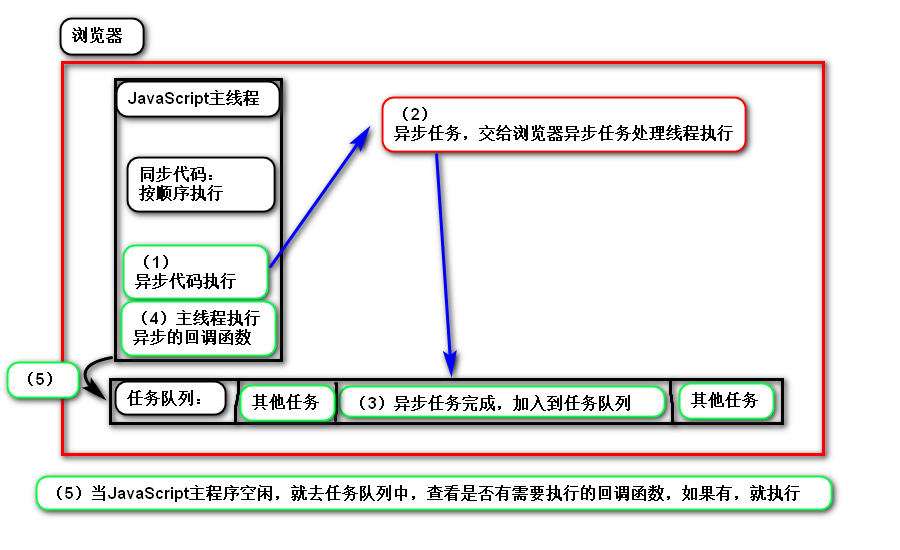 浏览器
JavaScript主线程
（2）
异步任务，交给浏览器异步任务处理线程执行
同步代码：
按顺序执行
（1）
异步代码执行
（4）主线程执行
异步的回调函数
（5）
任务队列：
其他任务
（3）异步任务完成，加入到任务队列
其他任务
（5）当JavaScript主程序空闲，就去任务队列中，查看是否有需要执行的回调函数，如果有，就执行